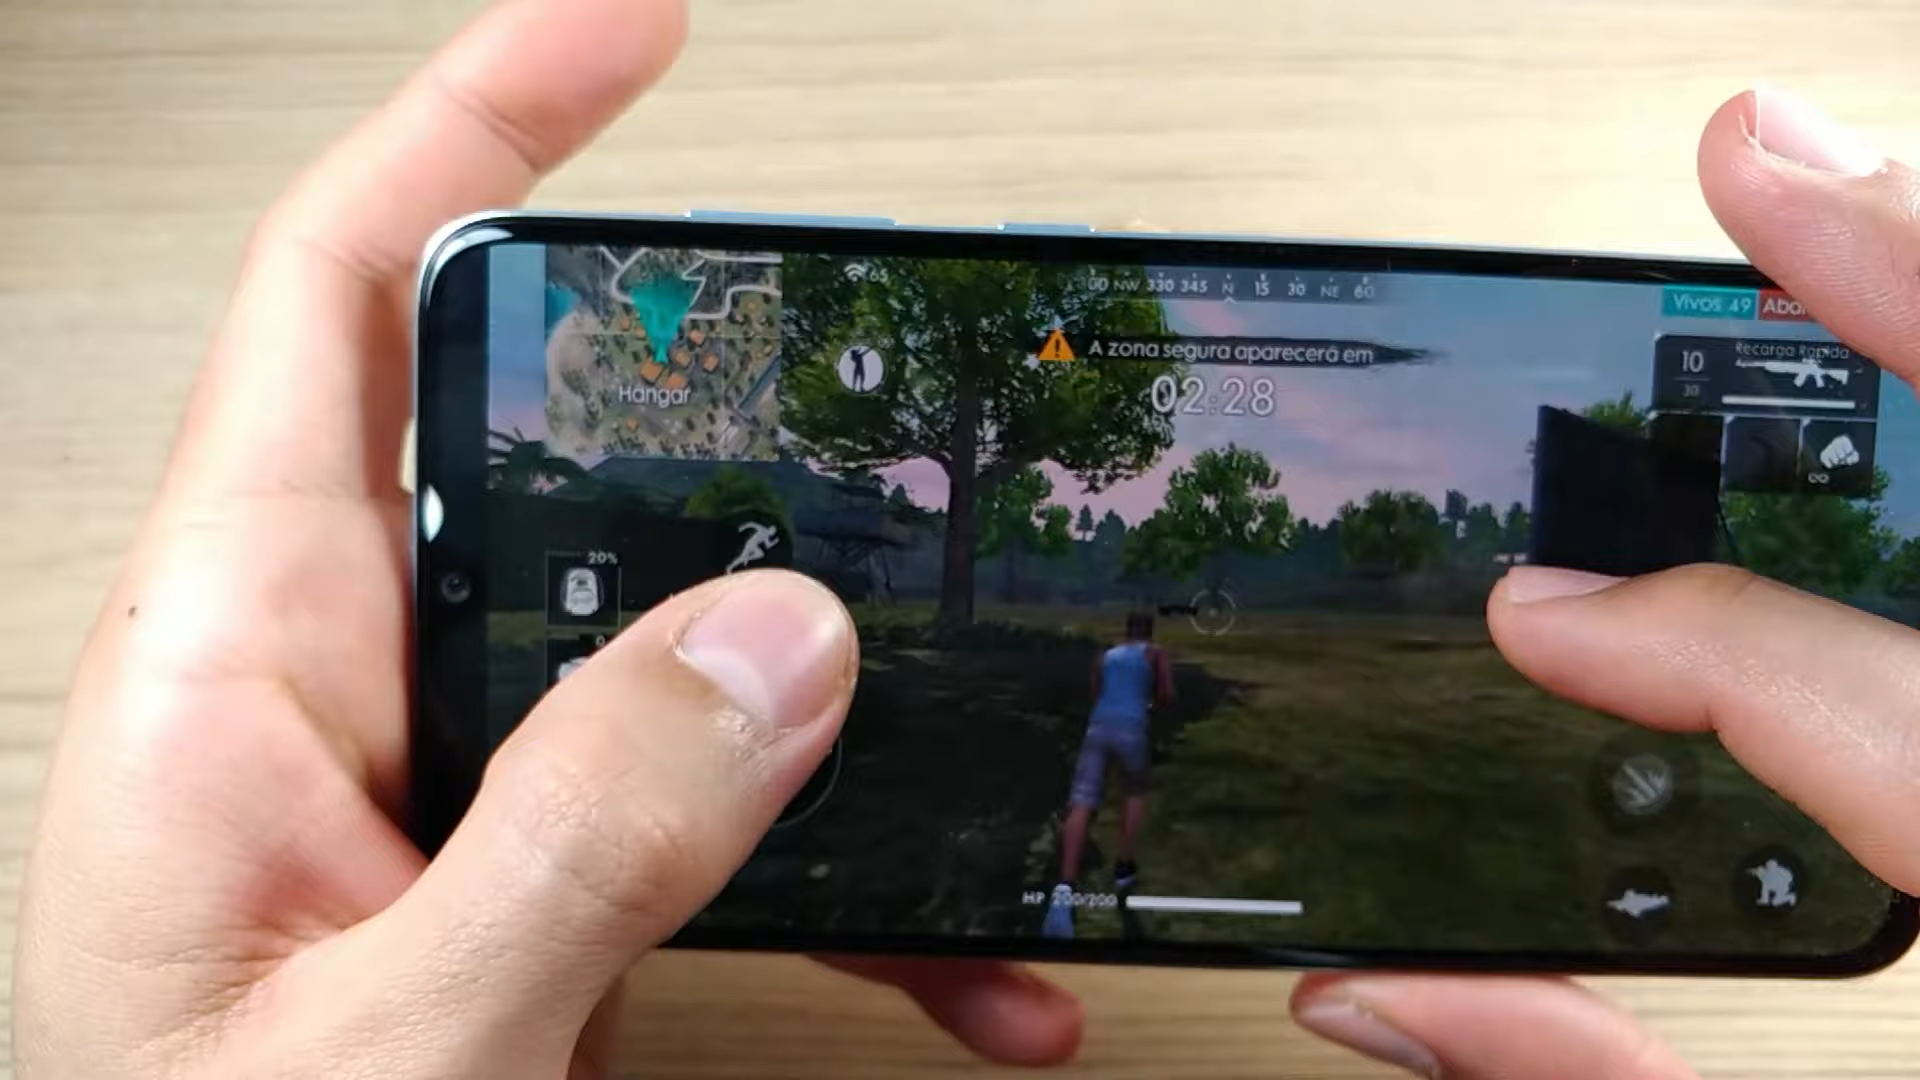 65
300 NW 330 345 N 15 30 NE 60
Vivos 49
A zona segura aparecerá em
02:28
Hangar
10
30
Recarga Rápida
∞
20%
0
HP 200/200